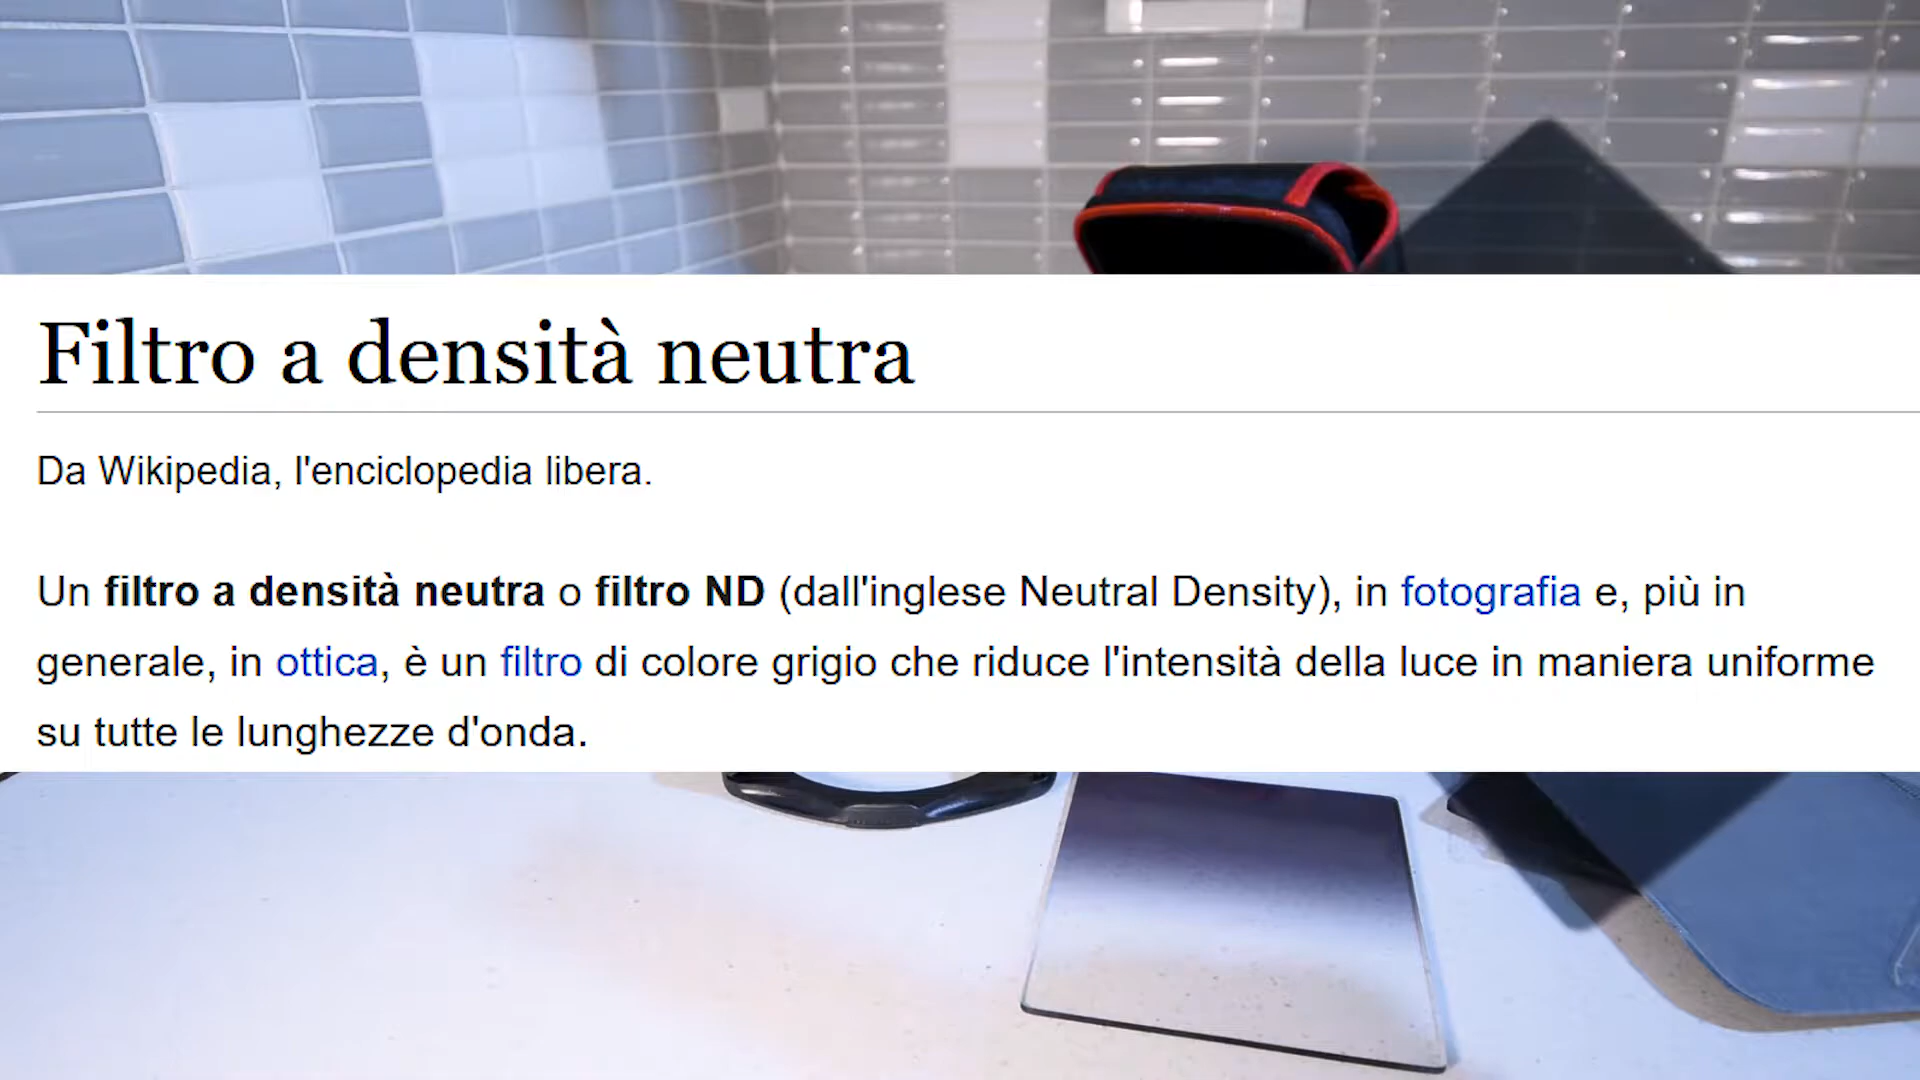 Filtro a densità neutra
Da Wikipedia, l'enciclopedia libera.
Un filtro a densità neutra o filtro ND (dall'inglese Neutral Density), in fotografia e, più in
generale, in ottica, è un filtro di colore grigio che riduce l'intensità della luce in maniera uniforme
su tutte le lunghezze d'onda.